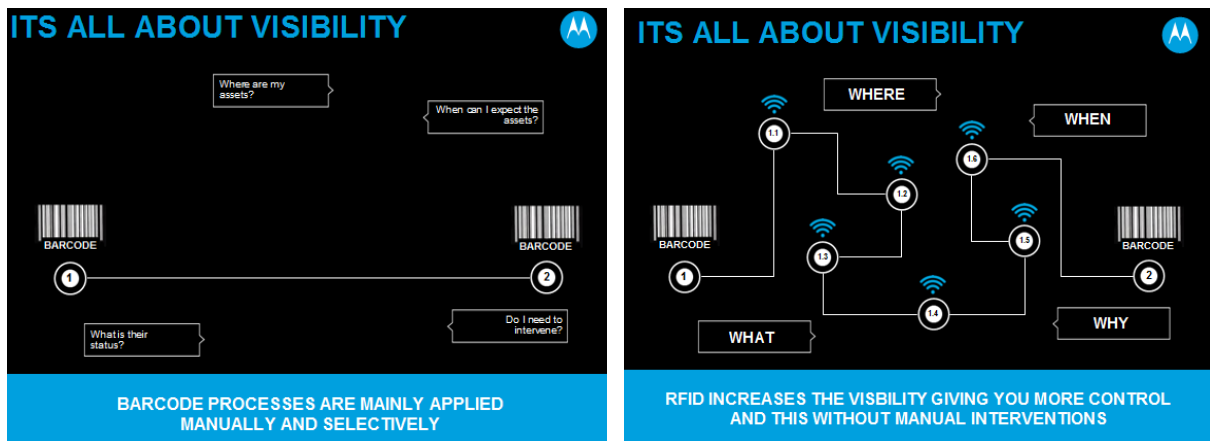 ITS ALL ABOUT VISIBILITY
Where are my
assets?
When can I expect the
assets?
BARCODE
BARCODE
1
2
What is their
status?
Do I need to
intervene?
BARCODE PROCESSES ARE MAINLY APPLIED
MANUALLY AND SELECTIVELY
ITS ALL ABOUT VISIBILITY
WHERE
WHEN
1.1
1.6
1.2
BARCODE
BARCODE
1.3
1.5
1
2
1.4
WHAT
WHY
RFID INCREASES THE VISBILITY GIVING YOU MORE CONTROL
AND THIS WITHOUT MANUAL INTERVENTIONS